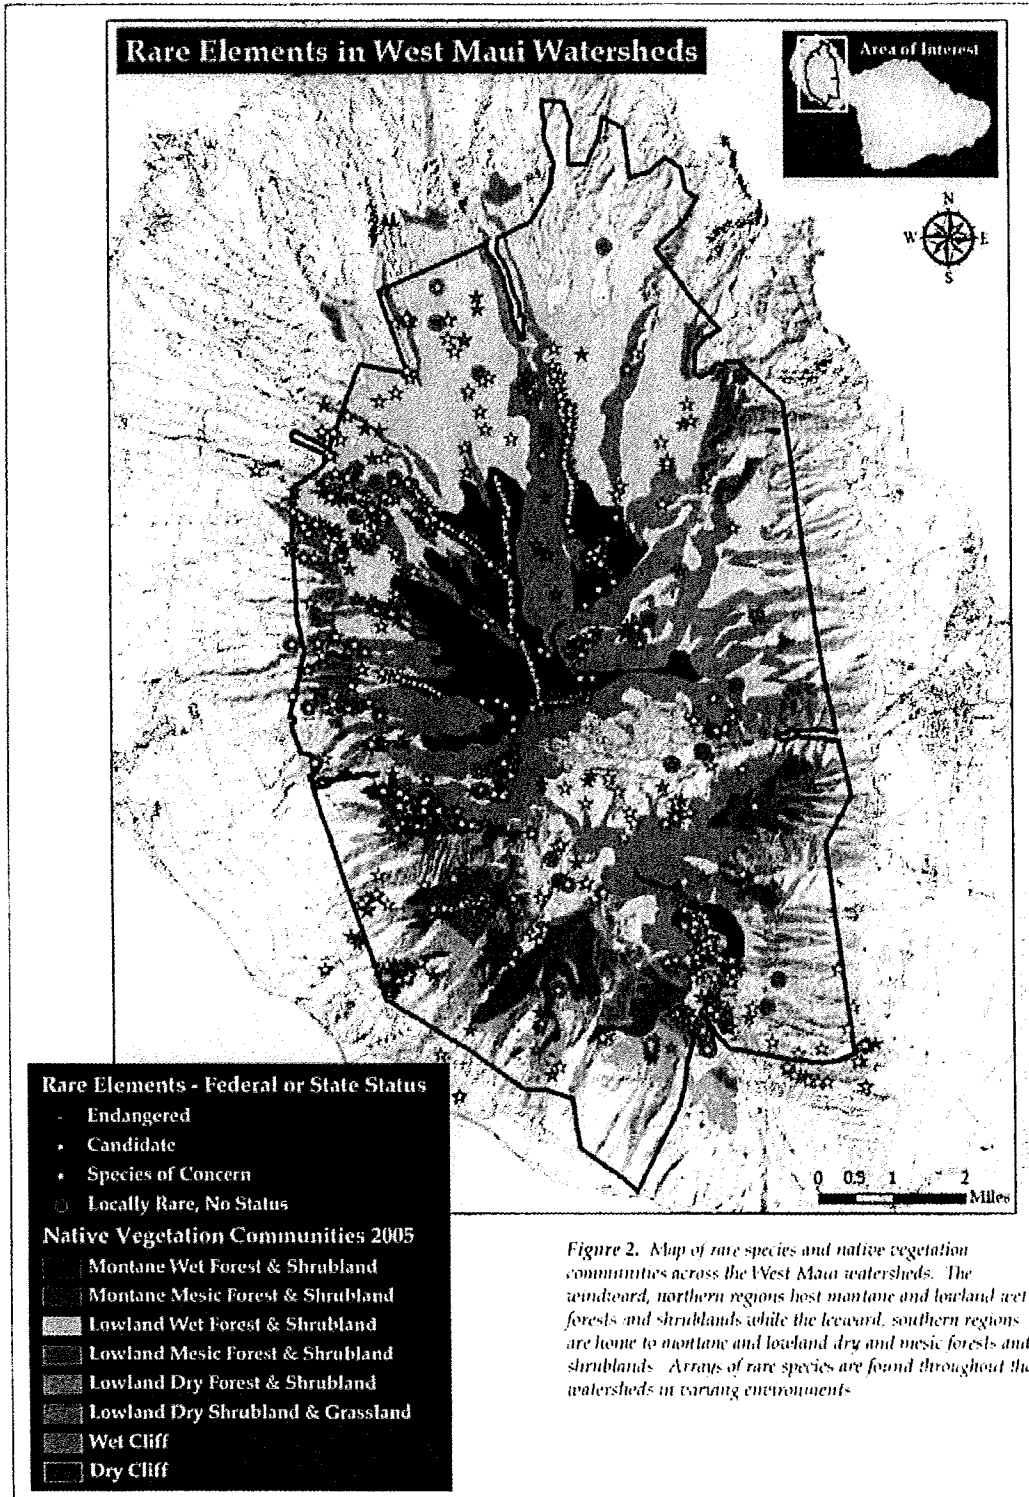 Rare Elements in West Maui Watersheds
Area of Interest
N
W E
S
Rare Elements - Federal or State Status
Endangered
Candidate
Species of Concern
Locally Rare, No Status
Native Vegetation Communities 2005
Montane Wet Forest & Shrubland
Montane Mesic Forest & Shrubland
Lowland Wet Forest & Shrubland
Lowland Mesic Forest & Shrubland
Lowland Dry Forest & Shrubland
Lowland Dry Shrubland & Grassland
Wet Cliff
Dry Cliff
0 0.5 1 2
Miles
Figure 2. Map of rare species and native vegetation
communities across the West Maui watersheds. The
windward, northern regions host montane and lowland wet
forests and shrublands while the leeward, southern regions
are home to montane and lowland dry and mesic forests and
shrublands. Arrays of rare species are found throughout the
watersheds in varying environments